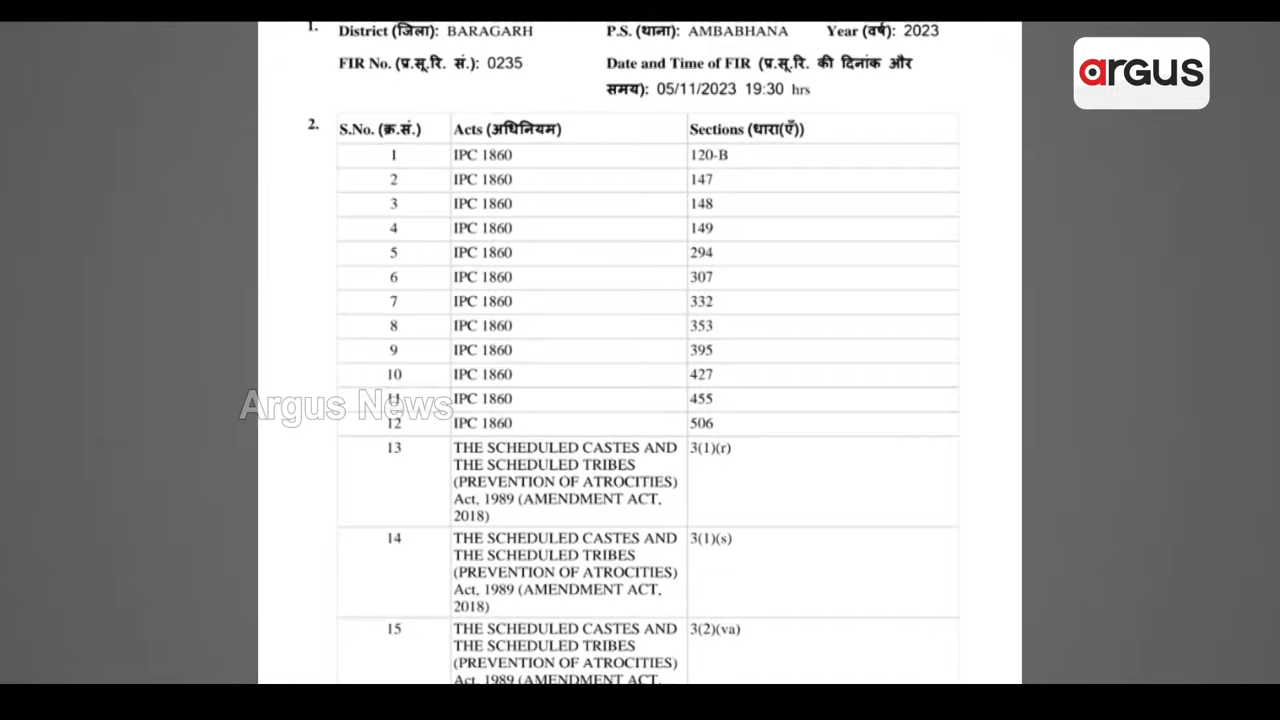 1. District (जिला): BARAGARH P.S. (थाना): AMBABHANA Year (वर्ष): 2023
argus
FIR No. (प्र.सू.रि. सं.): 0235 Date and Time of FIR (प्र.सू.रि. की दिनांक और
समय): 05/11/2023 19:30 hrs
2. S.No. (क्र.सं.) Acts (अधिनियम) Sections (धारा(एँ))
1 IPC 1860 120-B
2 IPC 1860 147
3 IPC 1860 148
4 IPC 1860 149
5 IPC 1860 294
6 IPC 1860 307
7 IPC 1860 332
8 IPC 1860 353
9 IPC 1860 395
10 IPC 1860 427
11 IPC 1860 455
Argus News
12 IPC 1860 506
13 THE SCHEDULED CASTES AND 3(1)(r)
THE SCHEDULED TRIBES
(PREVENTION OF ATROCITIES)
Act, 1989 (AMENDMENT ACT,
2018)
14 THE SCHEDULED CASTES AND 3(1)(s)
THE SCHEDULED TRIBES
(PREVENTION OF ATROCITIES)
Act, 1989 (AMENDMENT ACT,
2018)
15 THE SCHEDULED CASTES AND 3(2)(va)
THE SCHEDULED TRIBES
(PREVENTION OF ATROCITIES)
Act, 1989 (AMENDMENT ACT,